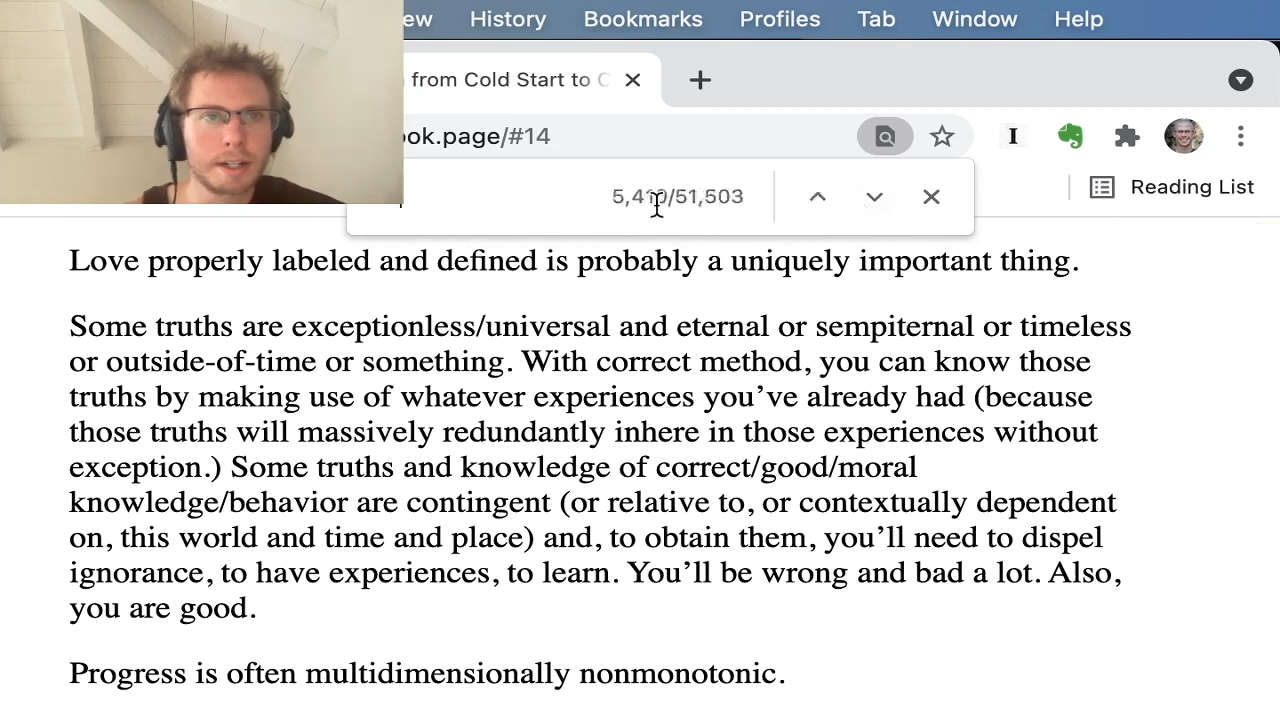 ew History Bookmarks Profiles Tab Window Help
from Cold Start to C
ook.page/#14
5,410/51,503
Reading List
Love properly labeled and defined is probably a uniquely important thing.
Some truths are exceptionless/universal and eternal or sempiternal or timeless
or outside-of-time or something. With correct method, you can know those
truths by making use of whatever experiences you’ve already had (because
those truths will massively redundantly inhere in those experiences without
exception.) Some truths and knowledge of correct/good/moral
knowledge/behavior are contingent (or relative to, or contextually dependent
on, this world and time and place) and, to obtain them, you’ll need to dispel
ignorance, to have experiences, to learn. You’ll be wrong and bad a lot. Also,
you are good.
Progress is often multidimensionally nonmonotonic.